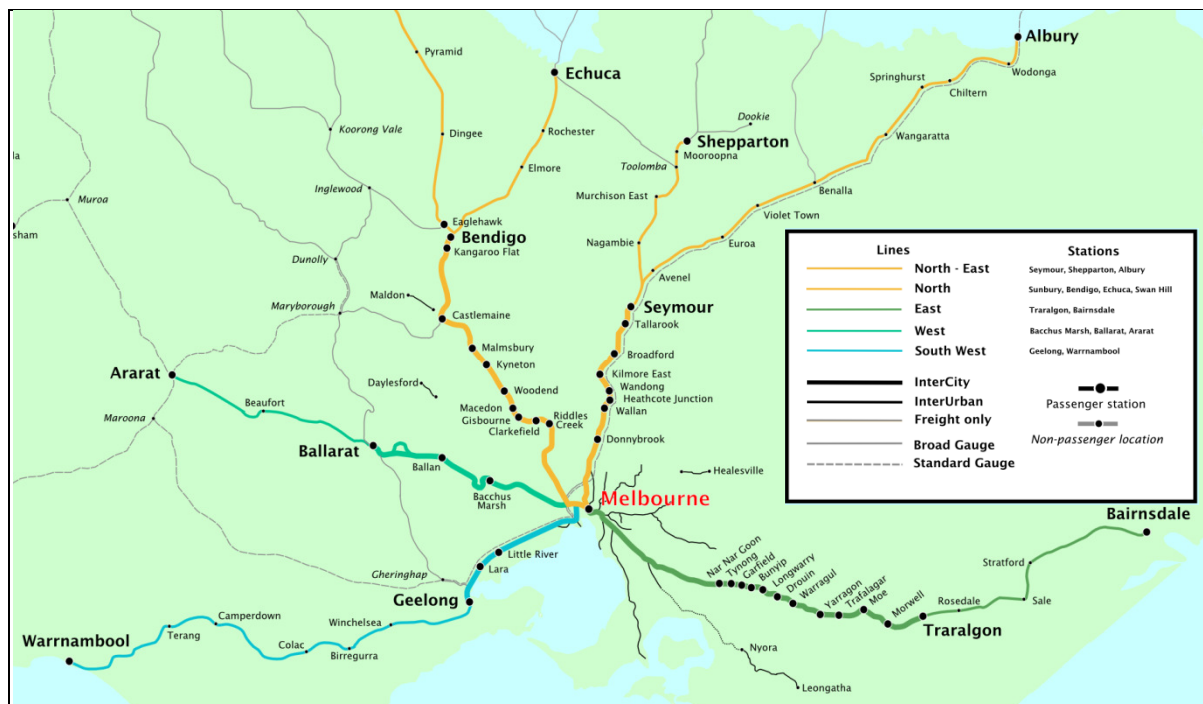 Albury
Wodonga
Springhurst
Chiltern
Wangaratta
Benalla
Violet Town
Euroa
Avenel
Pyramid
Echuca
Dingee
Rochester
Elmore
Koorong Vale
Inglewood
Dunolly
Maryborough
Muroa
sham
la
Dookie
Shepparton
Mooroopna
Toolomba
Murchison East
Nagambie
Eaglehawk
Bendigo
Kangaroo Flat
Maldon
Castlemaine
Malmsbury
Kyneton
Woodend
Macedon
Gisbourne
Clarkefield
Riddles
Creek
Daylesford
Seymour
Tallarook
Broadford
Kilmore East
Wandong
Heathcote Junction
Wallan
Donnybrook
Healesville
Melbourne
Ararat
Beaufort
Maroona
Ballarat
Ballan
Bacchus
Marsh
Little River
Lara
Gheringhap
Geelong
Winchelsea
Birregurra
Colac
Camperdown
Terang
Warrnambool
Nar Nar Goon
Tynong
Garfield
Bunyip
Longwarry
Drouin
Warragul
Yarragon
Trafalagar
Moe
Morwell
Traralgon
Rosedale
Sale
Stratford
Bairnsdale
Nyora
Leongatha
Lines Stations
North - East Seymour, Shepparton, Albury
North Sunbury, Bendigo, Echuca, Swan Hill
East Traralgon, Bairnsdale
West Bacchus Marsh, Ballarat, Ararat
South West Geelong, Warrnambool
InterCity
InterUrban
Passenger station
Freight only
Broad Gauge
Non-passenger location
Standard Gauge